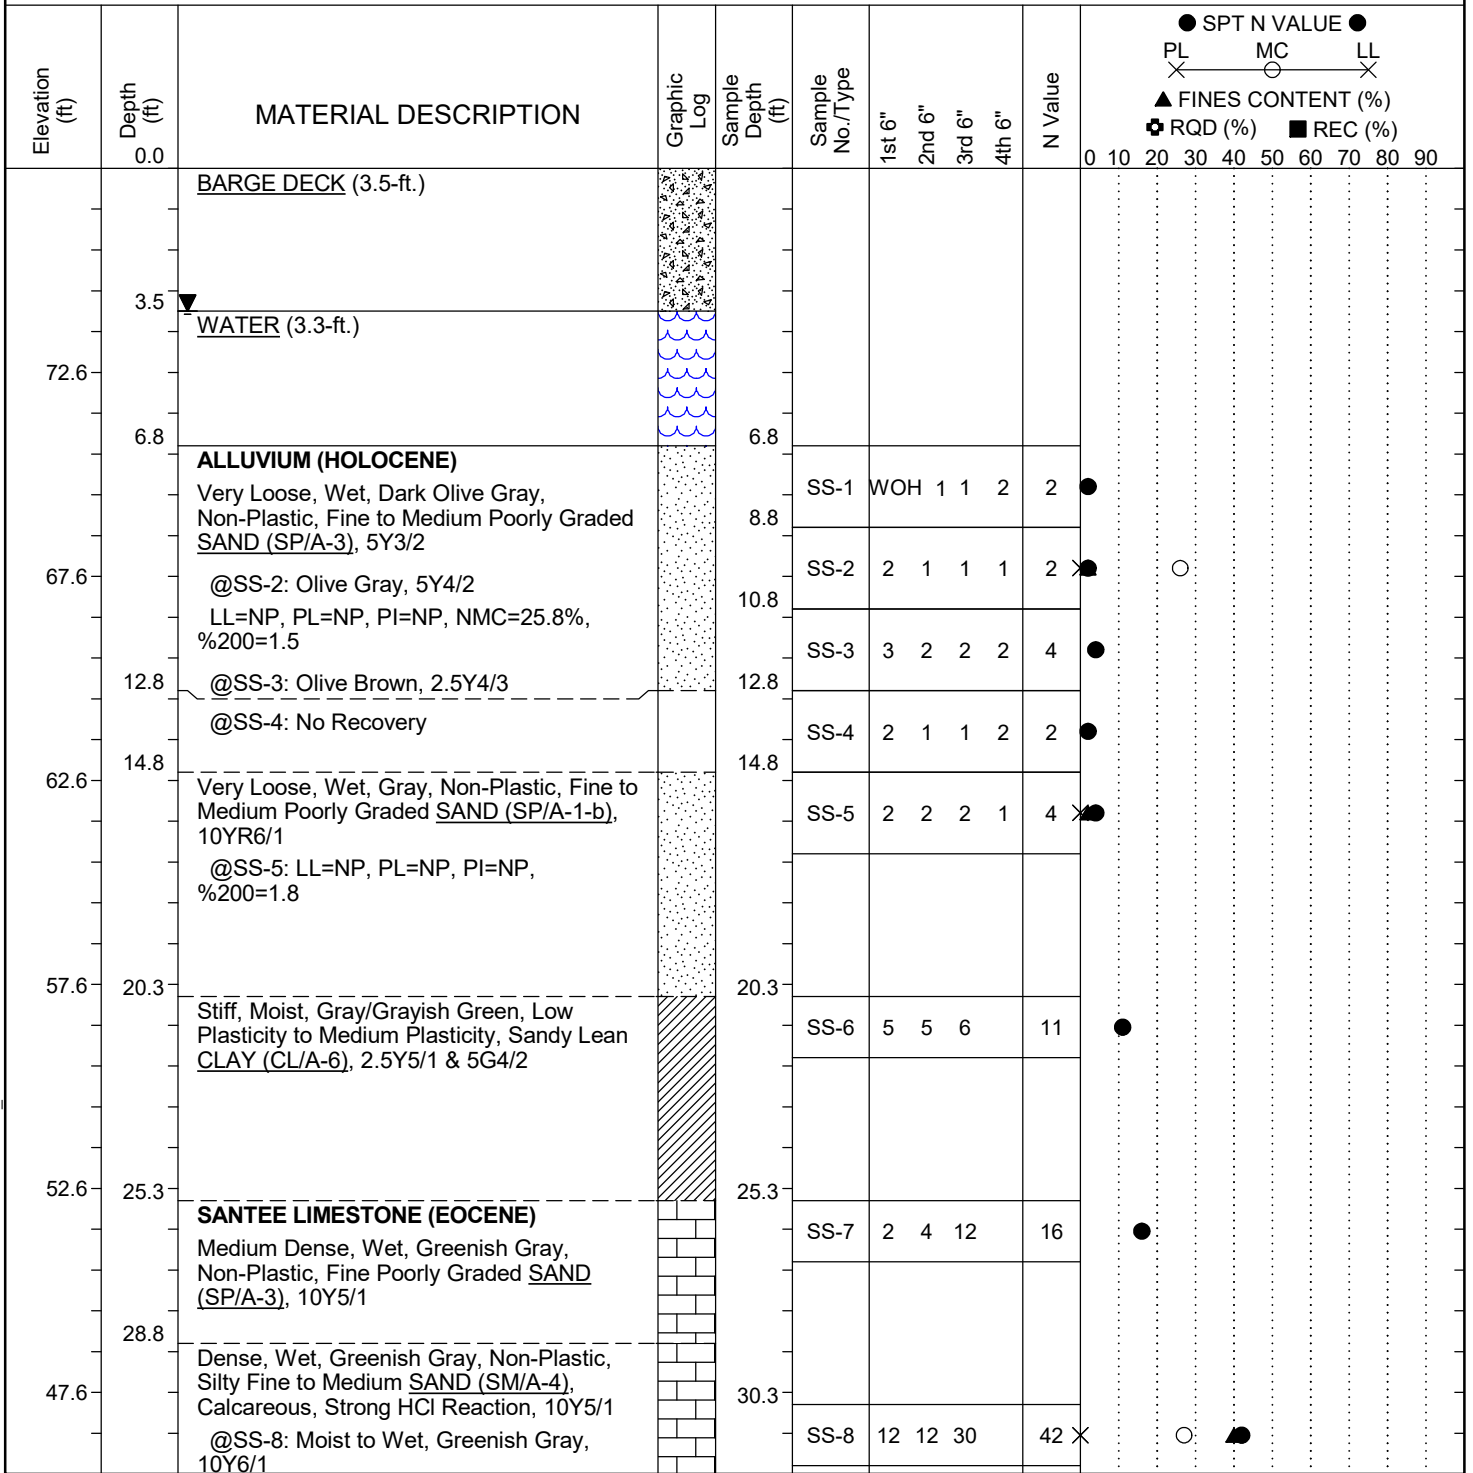 ● SPT N VALUE ●
PL MC LL
▲ FINES CONTENT (%)
RQD (%) ■ REC (%)
Elevation (ft)
Depth (ft)
MATERIAL DESCRIPTION
Graphic Log
Sample Depth (ft)
Sample No./Type
1st 6"
2nd 6"
3rd 6"
4th 6"
N Value
0.0
0 10 20 30 40 50 60 70 80 90
BARGE DECK (3.5-ft.)
3.5
WATER (3.3-ft.)
72.6
6.8 6.8
ALLUVIUM (HOLOCENE)
Very Loose, Wet, Dark Olive Gray,
Non-Plastic, Fine to Medium Poorly Graded
SAND (SP/A-3), 5Y3/2
SS-1 WOH 1 1 2 2
8.8
@SS-2: Olive Gray, 5Y4/2
67.6
SS-2 2 1 1 1 2
10.8
LL=NP, PL=NP, PI=NP, NMC=25.8%,
%200=1.5
SS-3 3 2 2 2 4
@SS-3: Olive Brown, 2.5Y4/3
12.8 12.8
@SS-4: No Recovery
SS-4 2 1 1 2 2
14.8 14.8
62.6
Very Loose, Wet, Gray, Non-Plastic, Fine to
Medium Poorly Graded SAND (SP/A-1-b),
10YR6/1
SS-5 2 2 2 1 4
@SS-5: LL=NP, PL=NP, PI=NP,
%200=1.8
57.6 20.3 20.3
Stiff, Moist, Gray/Grayish Green, Low
Plasticity to Medium Plasticity, Sandy Lean
CLAY (CL/A-6), 2.5Y5/1 & 5G4/2
SS-6 5 5 6 11
52.6 25.3 25.3
SANTEE LIMESTONE (EOCENE)
Medium Dense, Wet, Greenish Gray,
Non-Plastic, Fine Poorly Graded SAND
(SP/A-3), 10Y5/1
SS-7 2 4 12 16
28.8
Dense, Wet, Greenish Gray, Non-Plastic,
Silty Fine to Medium SAND (SM/A-4),
Calcareous, Strong HCl Reaction, 10Y5/1
47.6 30.3
@SS-8: Moist to Wet, Greenish Gray,
10Y6/1
SS-8 12 12 30 42